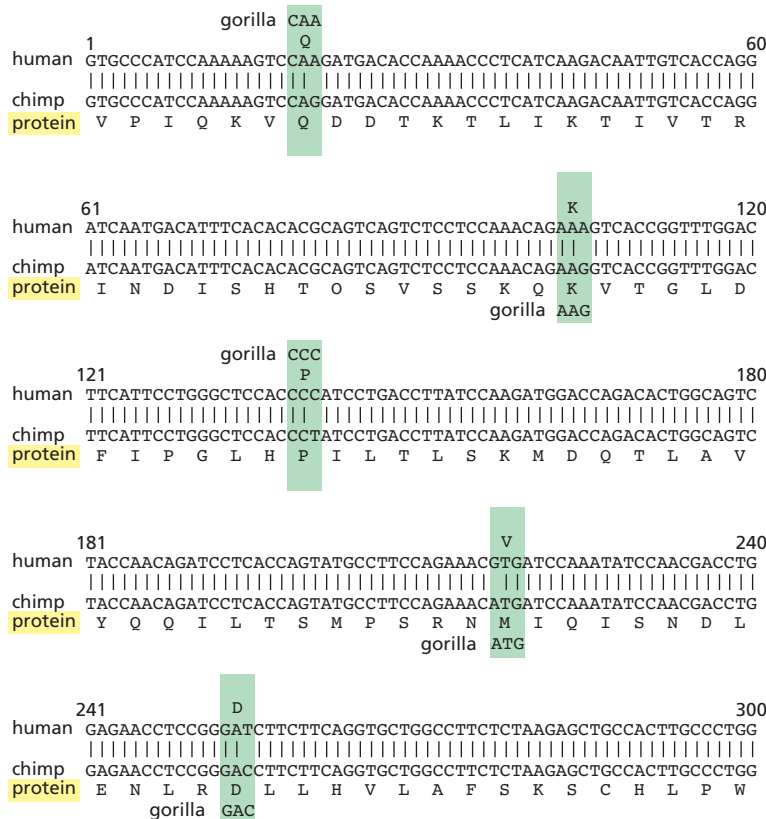 gorilla CAA
Q
1 60
human GTGCCCATCCAAAAAGTCCAAGATGACACCAAAACCCTCATCAAGACAATTGTCACCAGG
chimp GTGCCCATCCAAAAAGTCCAGGATGACACCAAAACCCTCATCAAGACAATTGTCACCAGG
protein V P I Q K V Q D D T K T L I K T I V T R
K
61 120
human ATCAATGACATTTCACACACGCAGTCAGTCTCCTCCAAACAGAAAGTCACCGGTTTGGAC
chimp ATCAATGACATTTCACACACGCAGTCAGTCTCCTCCAAACAGAAGGTCACCGGTTTGGAC
protein I N D I S H T O S V S S K Q K V T G L D
gorilla AAG
gorilla CCC
P
121 180
human TTCATTCCTGGGCTCCACCCCATCCTGACCTTATCCAAGATGGACCAGACACTGGCAGTC
chimp TTCATTCCTGGGCTCCACCCTATCCTGACCTTATCCAAGATGGACCAGACACTGGCAGTC
protein F I P G L H P I L T L S K M D Q T L A V
V
181 240
human TACCAACAGATCCTCACCAGTATGCCTTCCAGAAACGTGATCCAAATATCCAACGACCTG
chimp TACCAACAGATCCTCACCAGTATGCCTTCCAGAAACATGATCCAAATATCCAACGACCTG
protein Y Q Q I L T S M P S R N M I Q I S N D L
gorilla ATG
D
241 300
human GAGAACCTCCGGGATCTTCTTCAGGTGCTGGCCTTCTCTAAGAGCTGCCACTTGCCCTGG
chimp GAGAACCTCCGGGACCTTCTTCAGGTGCTGGCCTTCTCTAAGAGCTGCCACTTGCCCTGG
protein E N L R D L L H V L A F S K S C H L P W
gorilla GAC